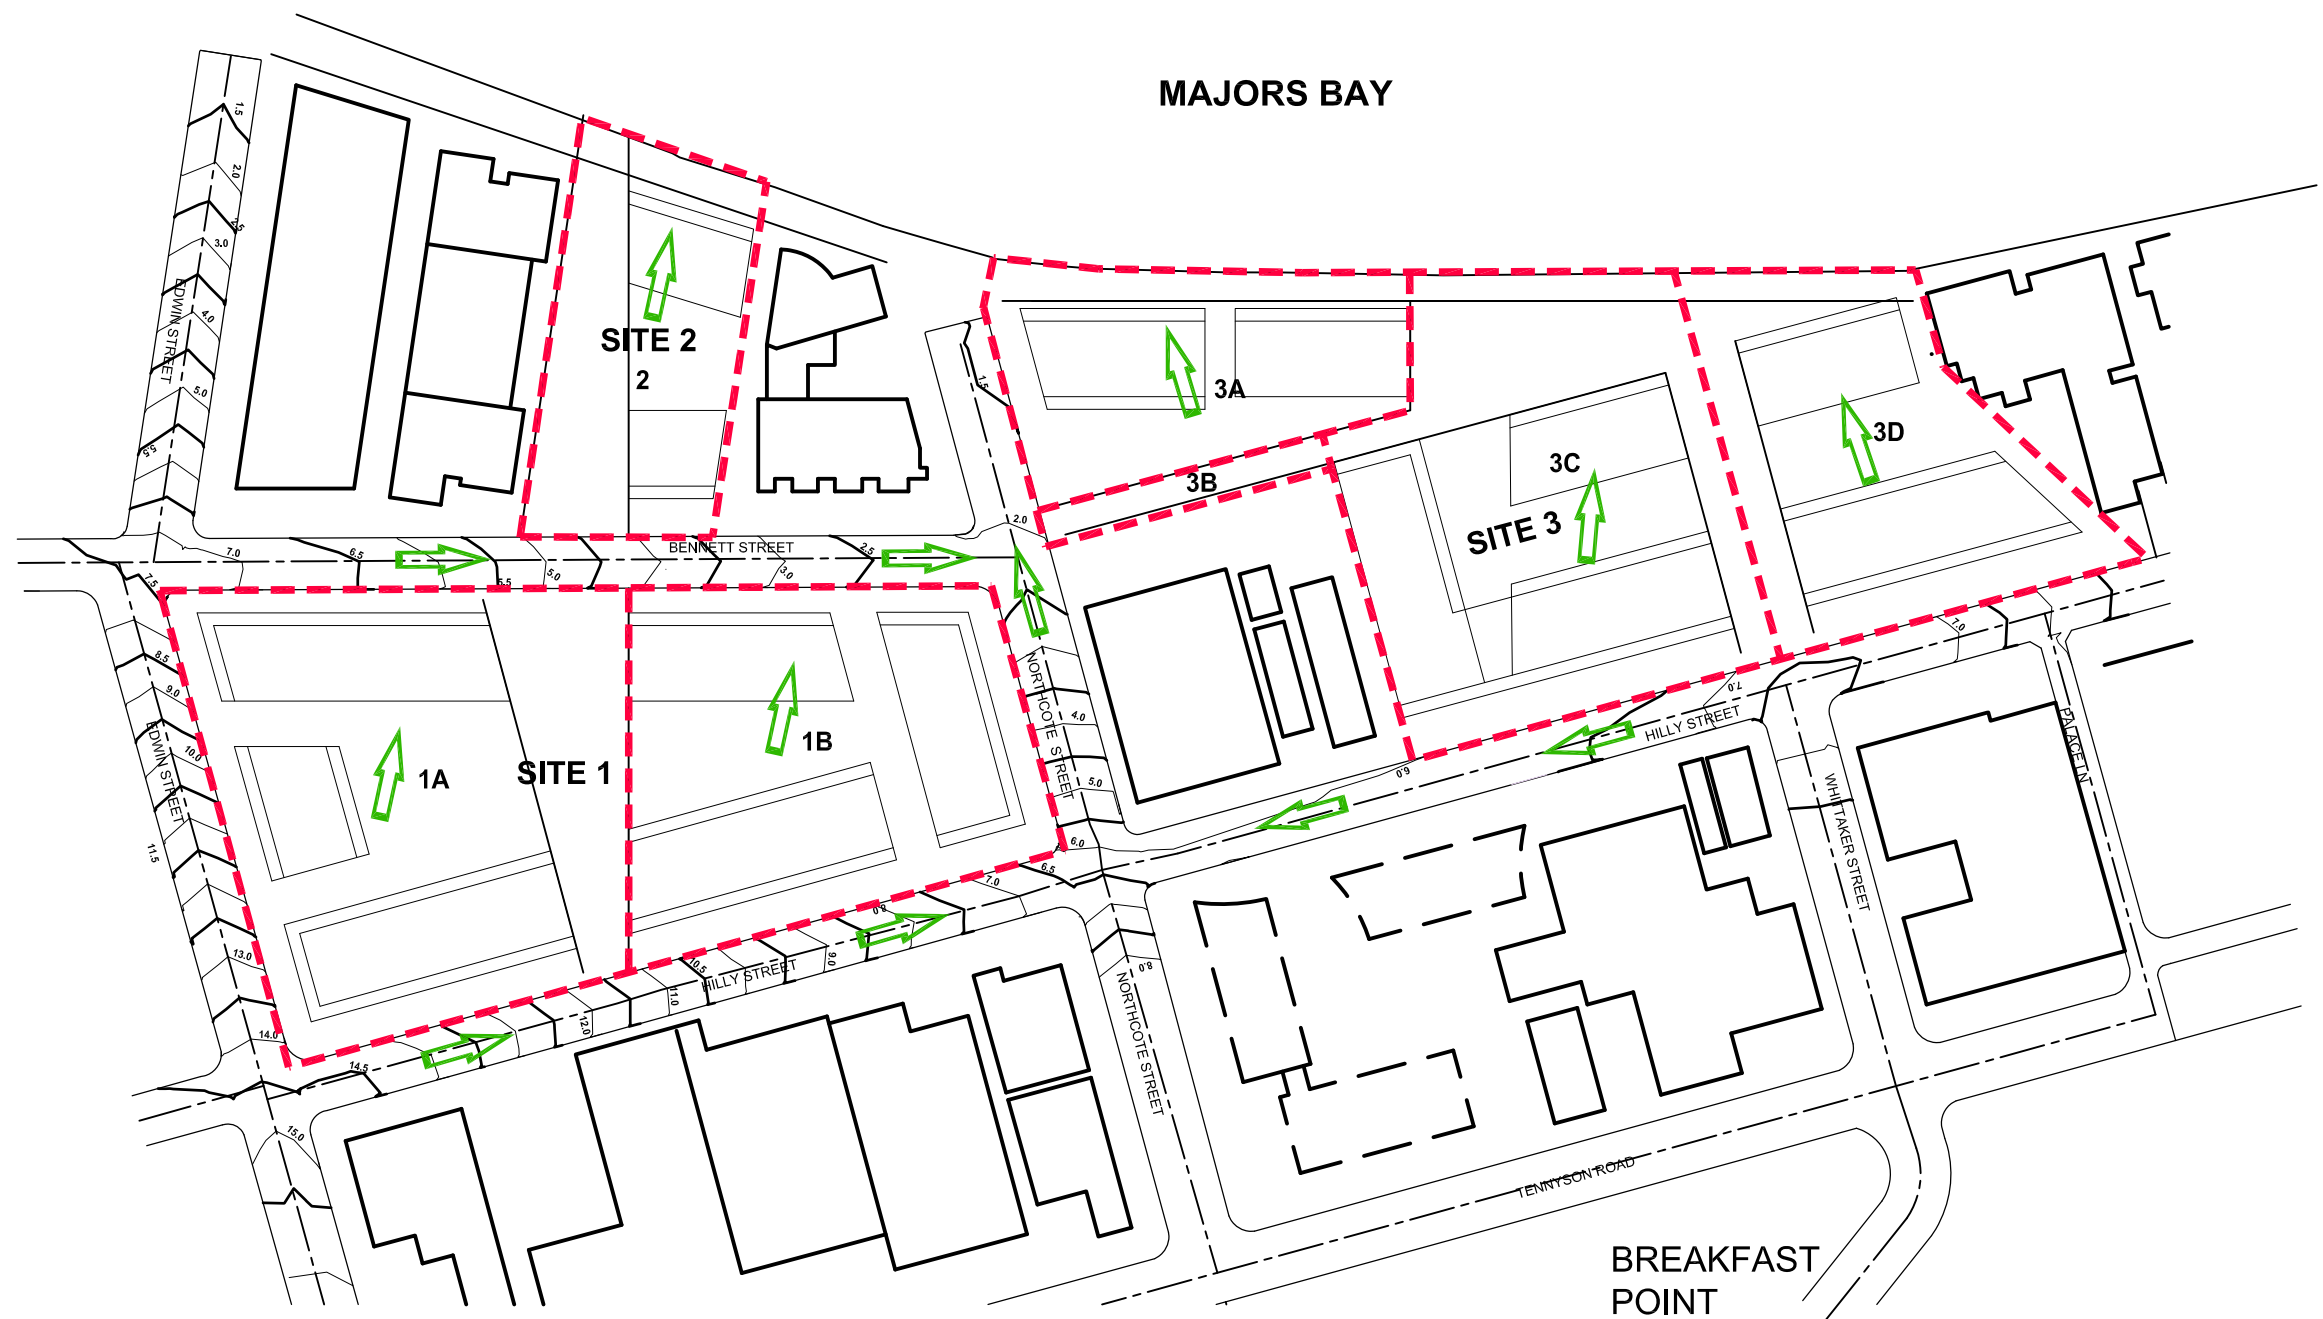 MAJORS BAY
1.5
2.0
2.5
3.0
4.0
5.0
5.5
EDWIN STREET
SITE 2
2
1.5
2.0
3A
3B
3C
3D
SITE 3
7.0
6.5
5.5
5.0
3.0
2.5
BENNETT STREET
7.5
8.5
9.0
10.0
11.5
13.0
14.0
14.5
15.0
EDWIN STREET
1A
SITE 1
1B
NORTHCOTE STREET
4.0
5.0
6.0
6.5
7.0
8.0
9.0
10.5
11.0
12.0
HILLY STREET
6.0
7.0
7.0
HILLY STREET
WHITTAKER STREET
PALACE LN
8.0
NORTHCOTE STREET
TENNYSON ROAD
BREAKFAST
POINT